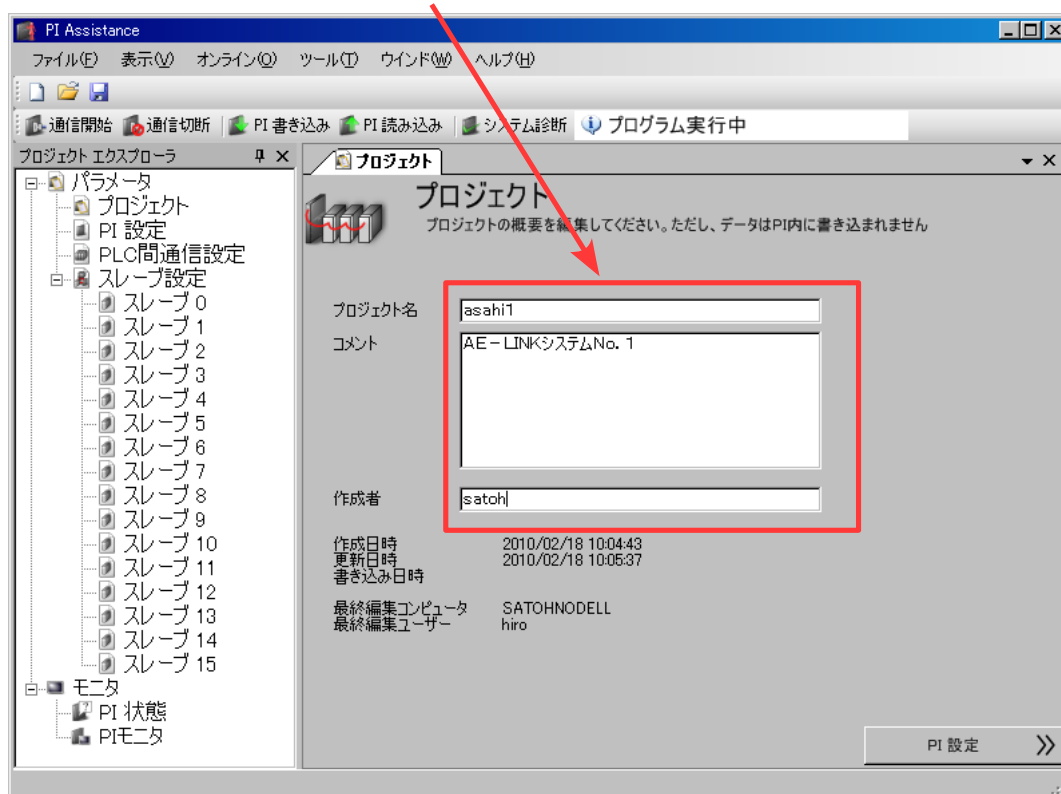 PI Assistance
ファイル(F) 表示(V) オンライン(O) ツール(T) ウインド(W) ヘルプ(H)
通信開始 通信切断 PI 書き込み PI 読み込み システム診断 プログラム実行中
プロジェクト エクスプローラ
パラメータ
プロジェクト
PI 設定
PLC間通信設定
スレーブ設定
スレーブ 0
スレーブ 1
スレーブ 2
スレーブ 3
スレーブ 4
スレーブ 5
スレーブ 6
スレーブ 7
スレーブ 8
スレーブ 9
スレーブ 10
スレーブ 11
スレーブ 12
スレーブ 13
スレーブ 14
スレーブ 15
モニタ
PI 状態
PIモニタ
プロジェクト
プロジェクト
プロジェクトの概要を編集してください。ただし、データはPI内に書き込まれません
プロジェクト名 asahi1
コメント AE－LINKシステムNo. 1
作成者 satoh
作成日時 2010/02/18 10:04:43
更新日時 2010/02/18 10:05:37
書き込み日時
最終編集コンピュータ SATOHNODELL
最終編集ユーザー hiro
PI 設定